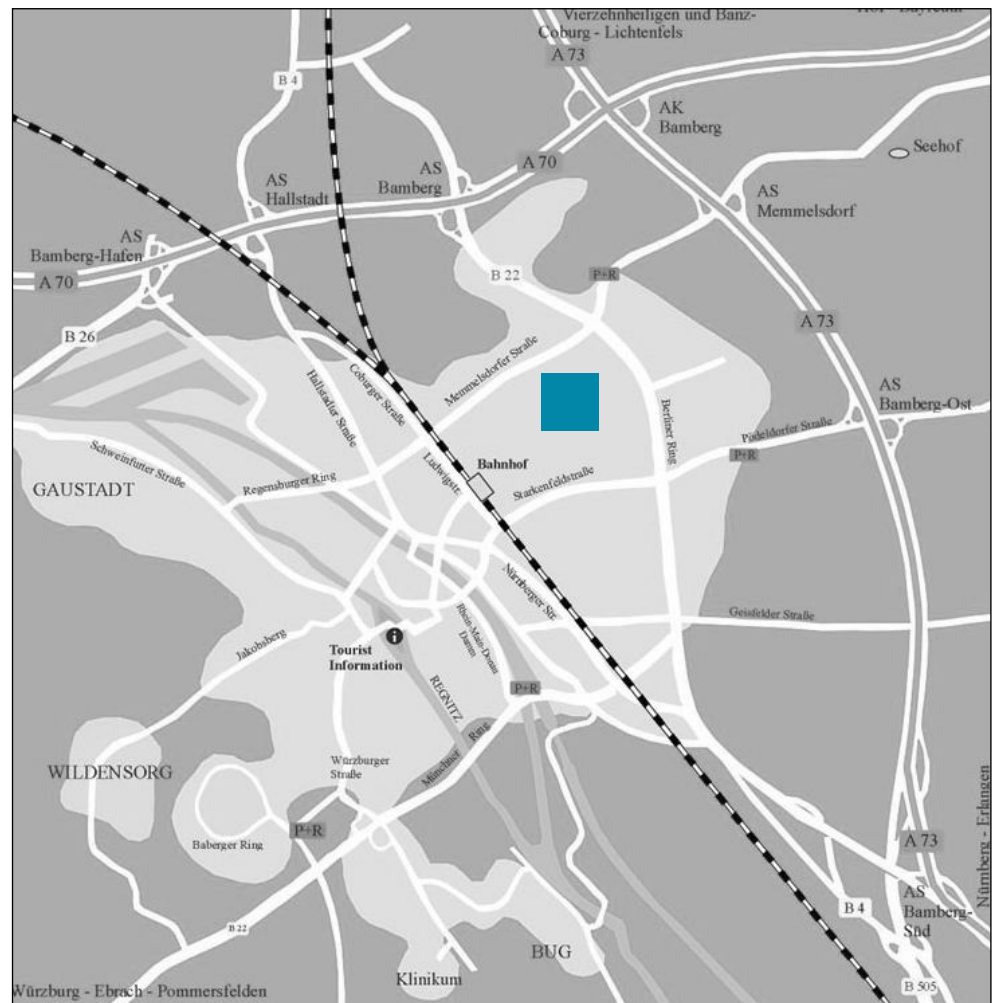 Vierzehnheiligen und Banz-
Coburg - Lichtenfels
A 73
B 4
AK
Bamberg
Seehof
A 70
AS
Bamberg
AS
Hallstadt
AS
Memmelsdorf
AS
Bamberg-Hafen
A 70
B 22
P+R
B 26
A 73
Memmelsdorfer Straße
Coburger Straße
Hallstadter Straße
AS
Bamberg-Ost
Berliner Ring
Pödeldorfer Straße
P+R
Schweinfurter Straße
GAUSTADT
Regensburger Ring
Ludwigstr.
Bahnhof
Starkenfeldstraße
Nürnberger Str.
Rhein-Main-Donau
Damm
Geisfelder Straße
Jakobsberg
Tourist
Information
i
REGNITZ
P+R
Münchner Ring
WILDENSORG
Würzburger
Straße
P+R
Baberger Ring
A 73
Nürnberg - Erlangen
AS
Bamberg-
Süd
B 4
B 22
BUG
Klinikum
B 505
Würzburg - Ebrach - Pommersfelden